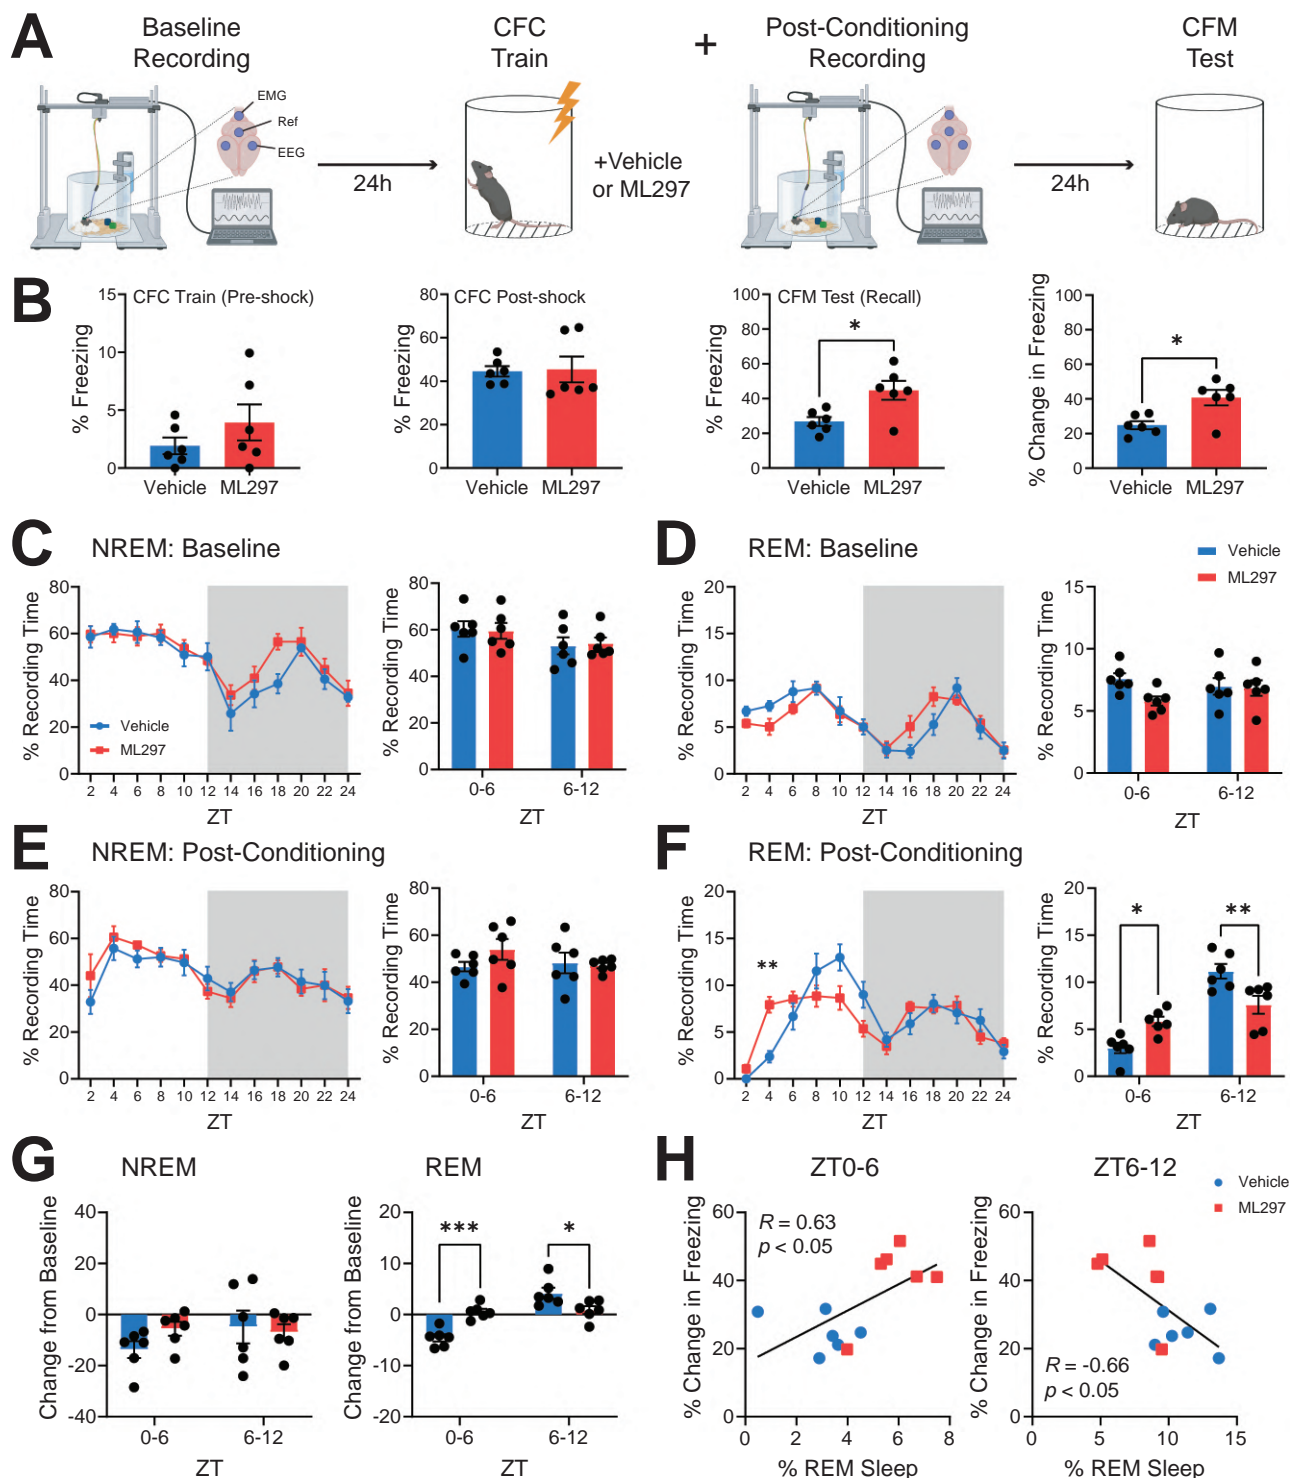 A
Baseline
Recording
CFC
Train
+
Post-Conditioning
Recording
CFM
Test
EMG
Ref
EEG
24h
+Vehicle
or ML297
24h
B
CFC Train (Pre-shock)
% Freezing
15
10
5
0
Vehicle ML297
CFC Post-shock
% Freezing
80
60
40
20
0
Vehicle ML297
CFM Test (Recall)
% Freezing
100
80
60
40
20
0
*
Vehicle ML297
% Change in Freezing
100
80
60
40
20
0
*
Vehicle ML297
C
NREM: Baseline
% Recording Time
80
60
40
20
0
Vehicle
ML297
2 4 6 8 10 12 14 16 18 20 22 24
ZT
% Recording Time
80
60
40
20
0
0-6 6-12
ZT
D
REM: Baseline
Vehicle
ML297
% Recording Time
20
15
10
5
0
2 4 6 8 10 12 14 16 18 20 22 24
ZT
% Recording Time
15
10
5
0
0-6 6-12
ZT
E
NREM: Post-Conditioning
% Recording Time
80
60
40
20
0
2 4 6 8 10 12 14 16 18 20 22 24
ZT
% Recording Time
80
60
40
20
0
0-6 6-12
ZT
F
REM: Post-Conditioning
% Recording Time
20
15
10
5
0
**
2 4 6 8 10 12 14 16 18 20 22 24
ZT
% Recording Time
20
15
10
5
0
* **
0-6 6-12
ZT
G
NREM
Change from Baseline
40
20
0
-20
-40
0-6 6-12
ZT
REM
Change from Baseline
20
10
0
-10
-20
*** *
0-6 6-12
ZT
H
ZT0-6
% Change in Freezing
60
40
20
0
R = 0.63
p < 0.05
0 2 4 6 8
% REM Sleep
ZT6-12
Vehicle
ML297
% Change in Freezing
60
40
20
0
R = -0.66
p < 0.05
0 5 10 15
% REM Sleep